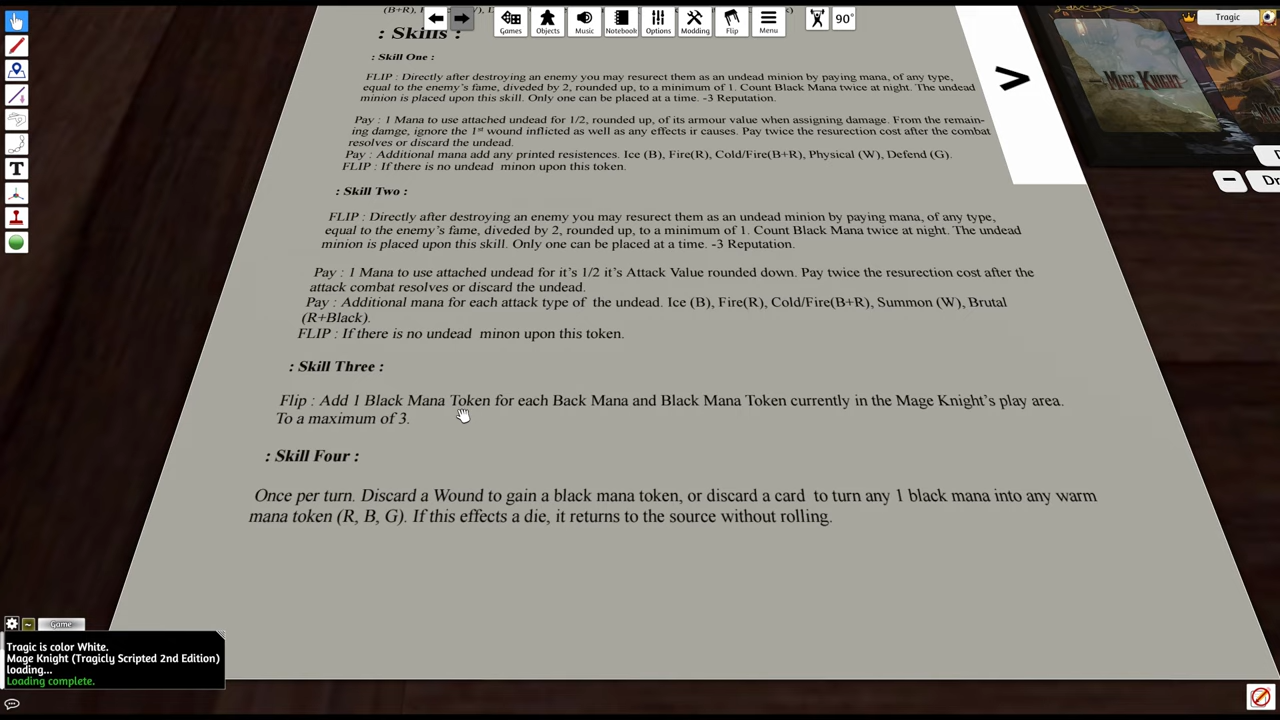 Games
Objects
Music
Notebook
Options
Modding
Flip
Menu
90°
Tragic
: Skills :
: Skill One :
FLIP : Directly after destroying an enemy you may resurect them as an undead minion by paying mana, of any type,
equal to the enemy's fame, diveded by 2, rounded up, to a minimum of 1. Count Black Mana twice at night. The undead
minion is placed upon this skill. Only one can be placed at a time. -3 Reputation.
Pay : 1 Mana to use attached undead for 1/2, rounded up, of its armour value when assigning damage. From the remain-
ing damge, ignore the 1st wound inflicted as well as any effects ir causes. Pay twice the resurection cost after the combat
resolves or discard the undead.
Pay : Additional mana add any printed resistences. Ice (B), Fire(R), Cold/Fire(B+R), Physical (W), Defend (G).
FLIP : If there is no undead minon upon this token.
: Skill Two :
FLIP : Directly after destroying an enemy you may resurect them as an undead minion by paying mana, of any type,
equal to the enemy's fame, diveded by 2, rounded up, to a minimum of 1. Count Black Mana twice at night. The undead
minion is placed upon this skill. Only one can be placed at a time. -3 Reputation.
Pay : 1 Mana to use attached undead for it's 1/2 it's Attack Value rounded down. Pay twice the resurection cost after the
attack combat resolves or discard the undead.
Pay : Additional mana for each attack type of the undead. Ice (B), Fire(R), Cold/Fire(B+R), Summon (W), Brutal
(R+Black).
FLIP : If there is no undead minon upon this token.
: Skill Three :
Flip : Add 1 Black Mana Token for each Back Mana and Black Mana Token currently in the Mage Knight's play area.
To a maximum of 3.
: Skill Four :
Once per turn. Discard a Wound to gain a black mana token, or discard a card to turn any 1 black mana into any warm
mana token (R, B, G). If this effects a die, it returns to the source without rolling.
>
MAGE KNIGHT
Dr
T
~
Game
Tragic is color White.
Mage Knight (Tragicly Scripted 2nd Edition)
loading...
Loading complete.